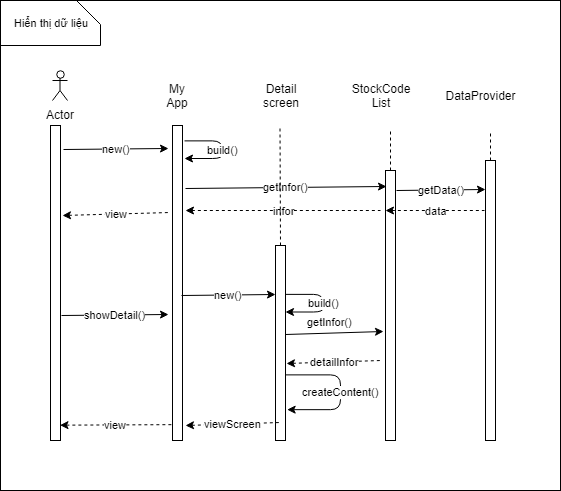 Hiển thị dữ liệu
Actor
My
App
Detail
screen
StockCode
List
DataProvider
new()
build()
getInfor()
getData()
view
infor
data
new()
build()
showDetail()
getInfor()
detailInfor
createContent()
view
viewScreen